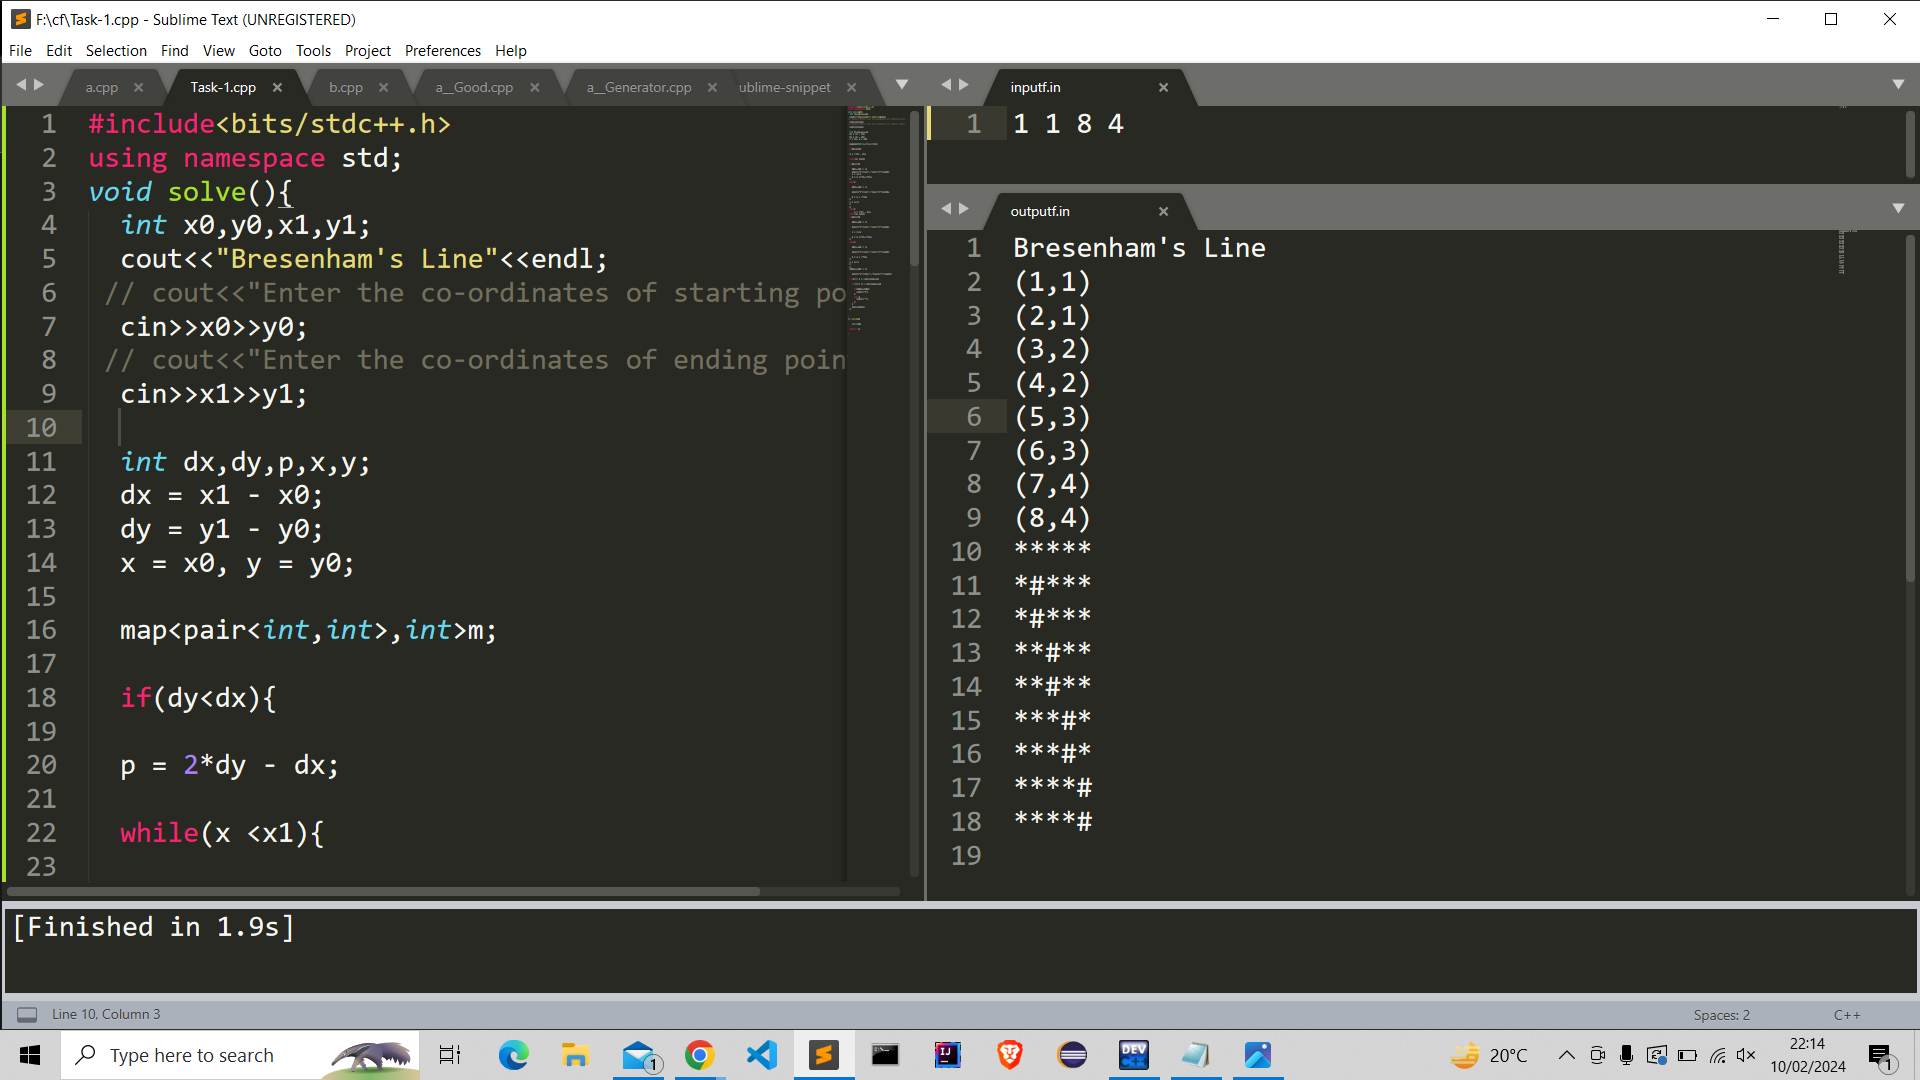 F:\cf\Task-1.cpp - Sublime Text (UNREGISTERED)
File Edit Selection Find View Goto Tools Project Preferences Help
a.cpp Task-1.cpp b.cpp a__Good.cpp a__Generator.cpp ublime-snippet
1 #include<bits/stdc++.h>
2 using namespace std;
3 void solve(){
4 int x0,y0,x1,y1;
5 cout<<"Bresenham's Line"<<endl;
6 // cout<<"Enter the co-ordinates of starting po
7 cin>>x0>>y0;
8 // cout<<"Enter the co-ordinates of ending poin
9 cin>>x1>>y1;
10
11 int dx,dy,p,x,y;
12 dx = x1 - x0;
13 dy = y1 - y0;
14 x = x0, y = y0;
15
16 map<pair<int,int>,int>m;
17
18 if(dy<dx){
19
20 p = 2*dy - dx;
21
22 while(x <x1){
23
inputf.in
1 1 1 8 4
outputf.in
1 Bresenham's Line
2 (1,1)
3 (2,1)
4 (3,2)
5 (4,2)
6 (5,3)
7 (6,3)
8 (7,4)
9 (8,4)
10 *****
11 *#***
12 *#***
13 **#**
14 **#**
15 ***#*
16 ***#*
17 ****#
18 ****#
19
[Finished in 1.9s]
Line 10, Column 3 Spaces: 2 C++
Type here to search
1
IJ
DEV
20°C
22:14
10/02/2024
1